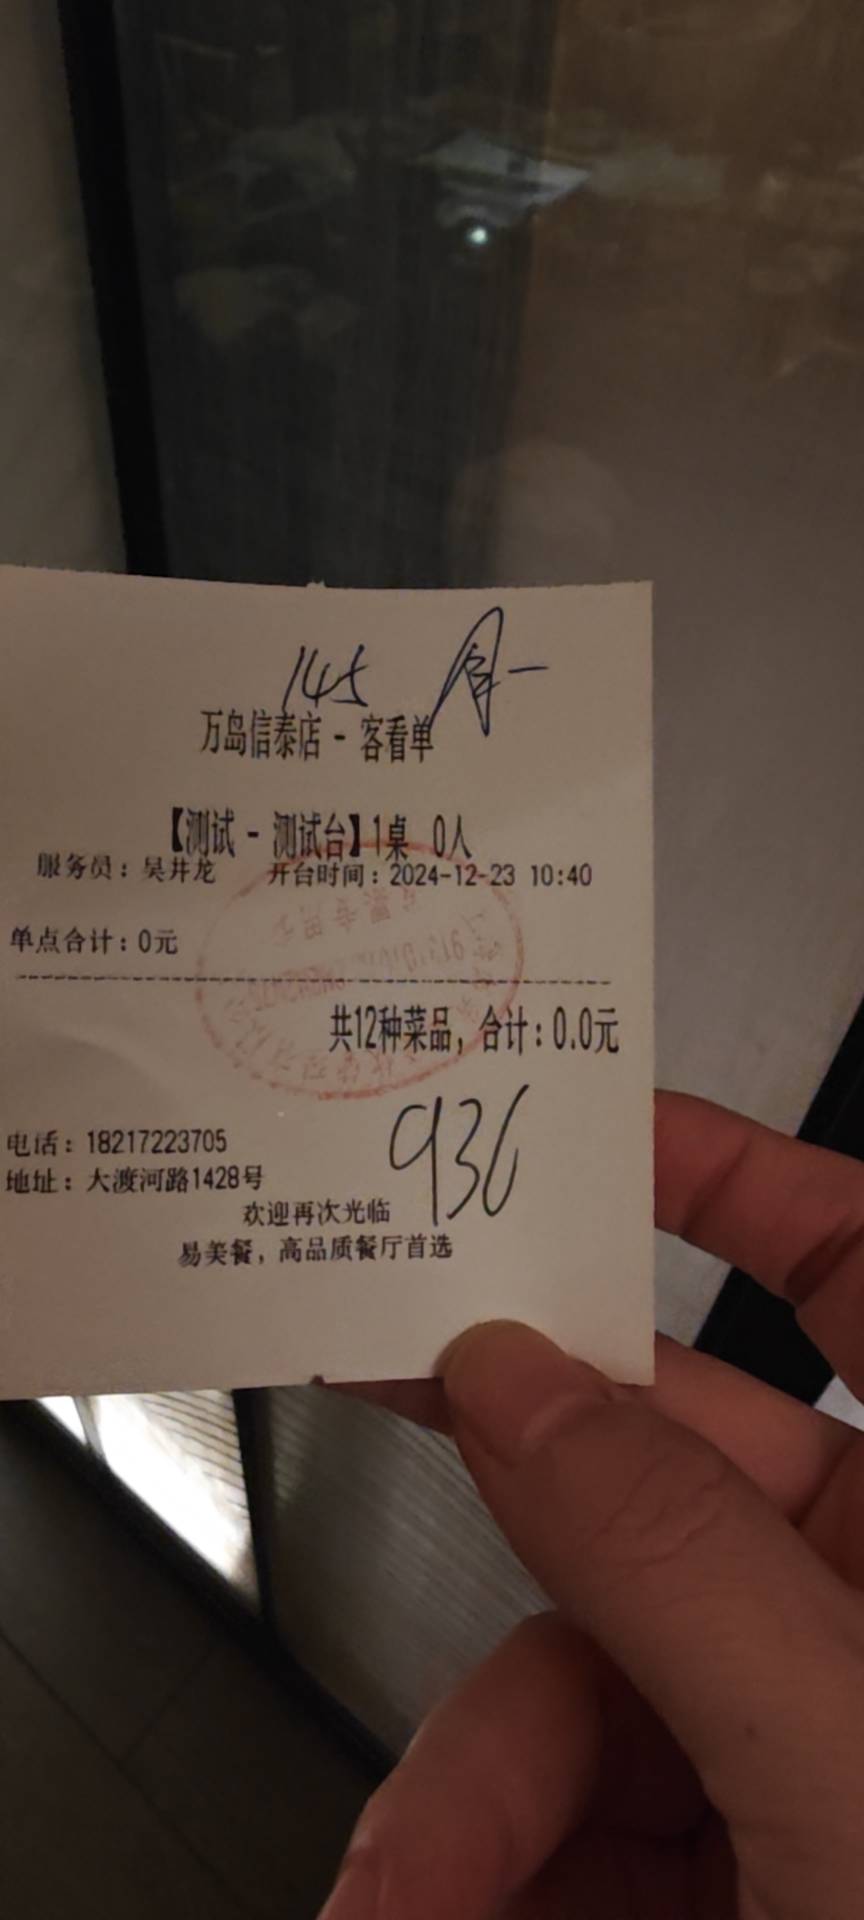 145
万岛信泰店 - 客看单
【测试 - 测试台】1桌 0人
服务员：吴井龙 开台时间：2024-12-23 10:40
单点合计：0元
共12种菜品，合计：0.0元
936
电话：18217223705
地址：大渡河路1428号
欢迎再次光临
易美餐，高品质餐厅首选